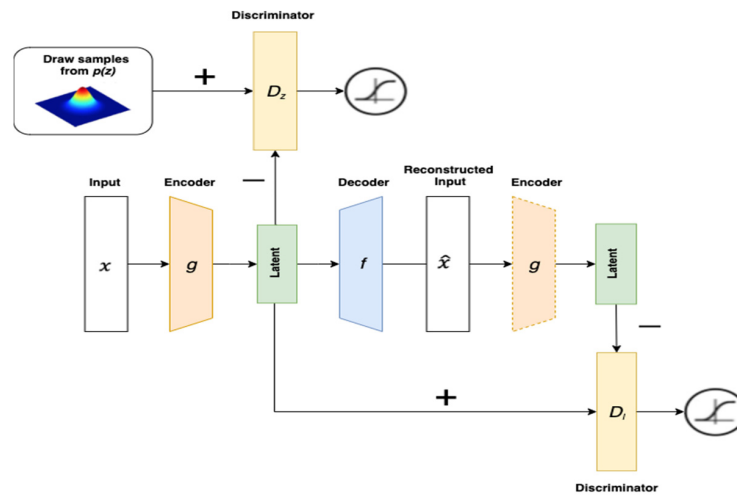 Discriminator
Draw samples
from p(z)
+
D_z
−
Input
Encoder
Decoder
Reconstructed
Input
Encoder
x
g
Latent
f
x̂
g
Latent
−
+
D_l
Discriminator